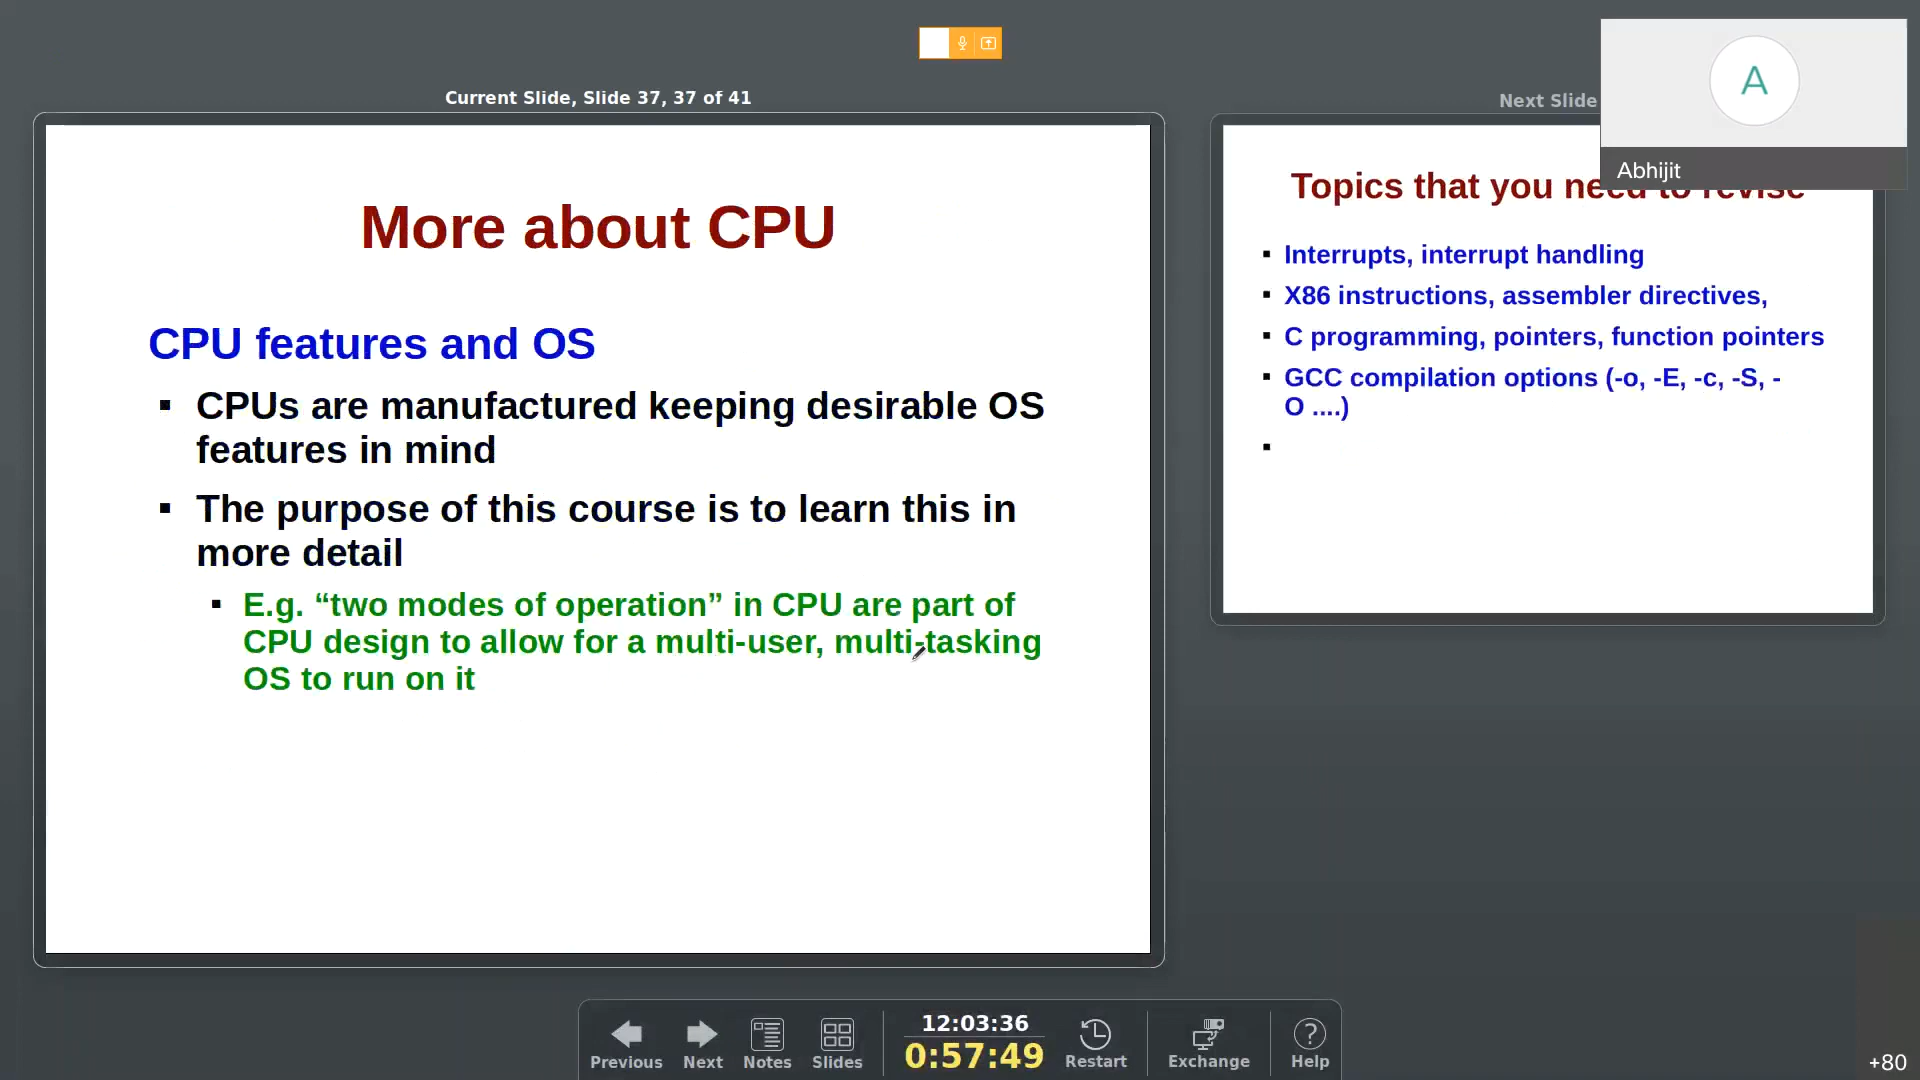 Current Slide, Slide 37, 37 of 41
More about CPU
CPU features and OS
▪ CPUs are manufactured keeping desirable OS
features in mind
▪ The purpose of this course is to learn this in
more detail
▪ E.g. “two modes of operation” in CPU are part of
CPU design to allow for a multi-user, multi-tasking
OS to run on it
Next Slide
A
Abhijit
Topics that you need to revise
▪ Interrupts, interrupt handling
▪ X86 instructions, assembler directives,
▪ C programming, pointers, function pointers
▪ GCC compilation options (-o, -E, -c, -S, -
O ....)
▪
Previous
Next
Notes
Slides
12:03:36
0:57:49
Restart
Exchange
Help
+80